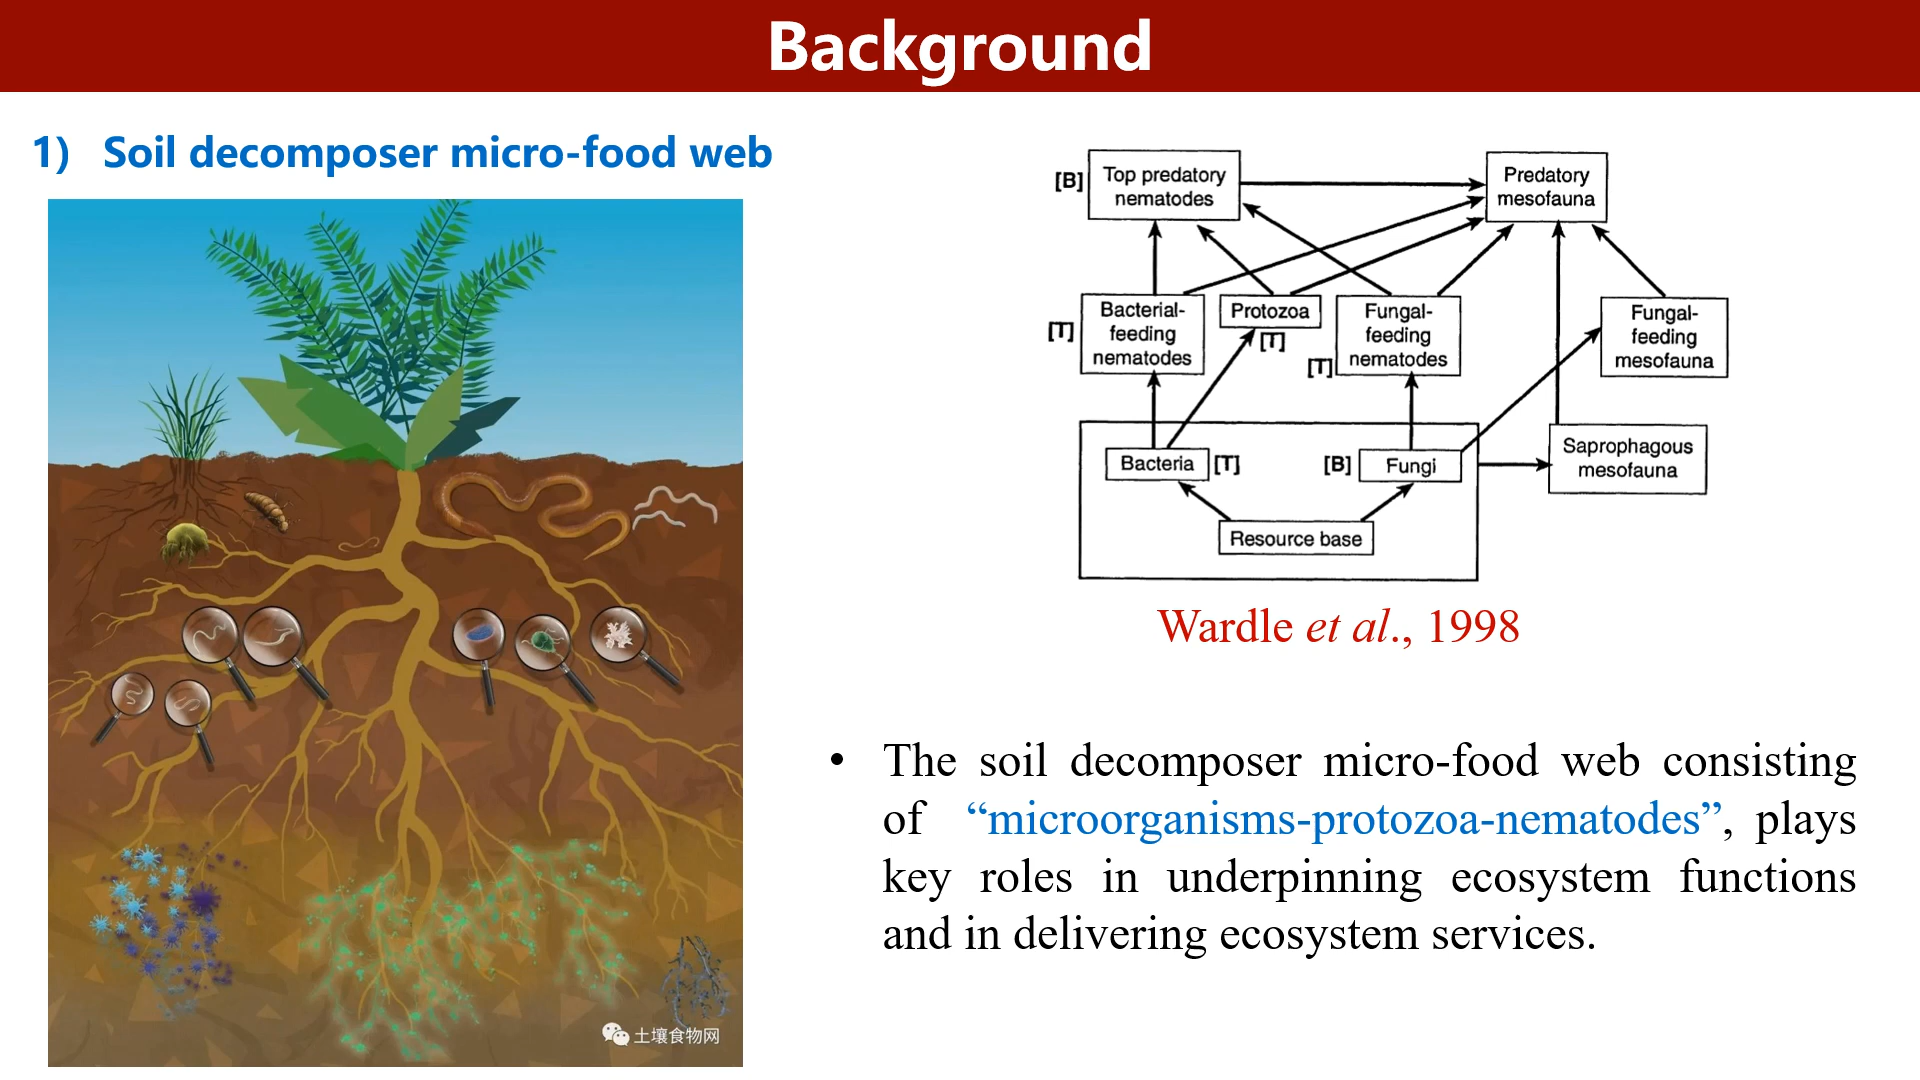 Background
1) Soil decomposer micro-food web
土壤食物网
[B]
Top predatory
nematodes
Predatory
mesofauna
[T]
Bacterial-
feeding
nematodes
Protozoa
[T]
Fungal-
feeding
nematodes
[T]
Fungal-
feeding
mesofauna
Bacteria
[T]
[B]
Fungi
Saprophagous
mesofauna
Resource base
Wardle et al., 1998
• The soil decomposer micro-food web consisting
of “microorganisms-protozoa-nematodes”, plays
key roles in underpinning ecosystem functions
and in delivering ecosystem services.